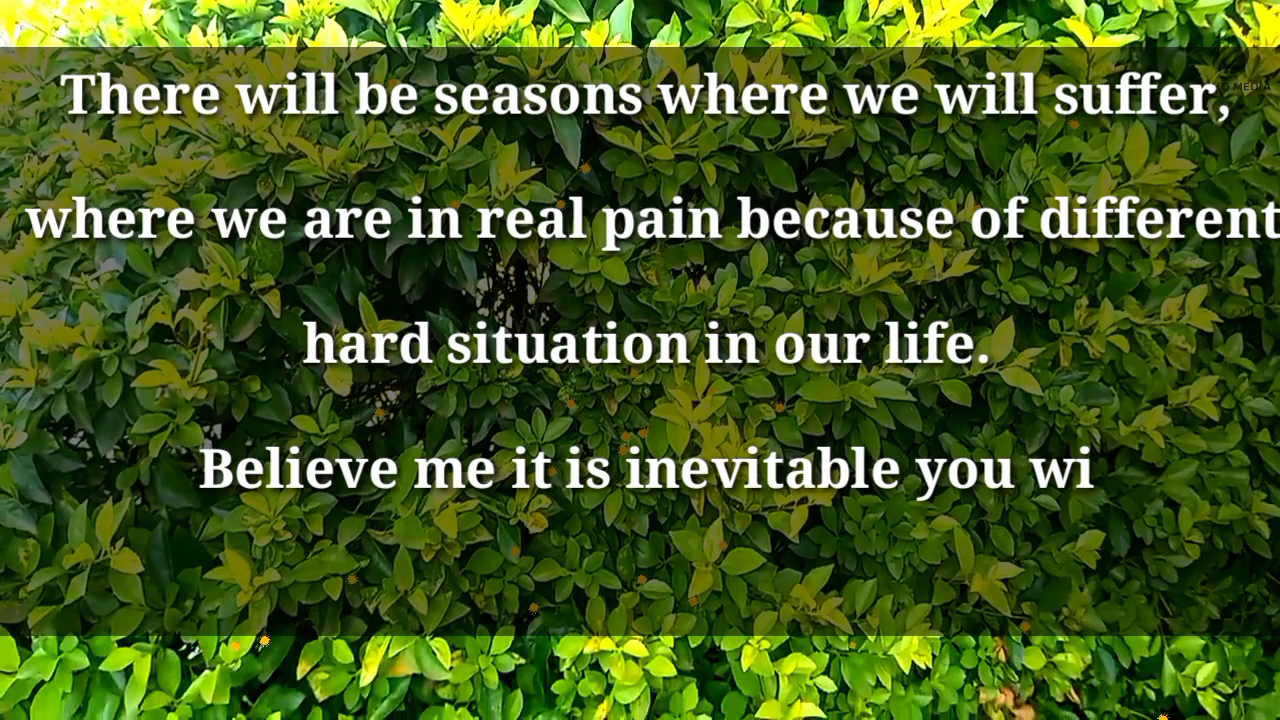 There will be seasons where we will suffer,
where we are in real pain because of different
hard situation in our life.
Believe me it is inevitable you wi
MEDIA